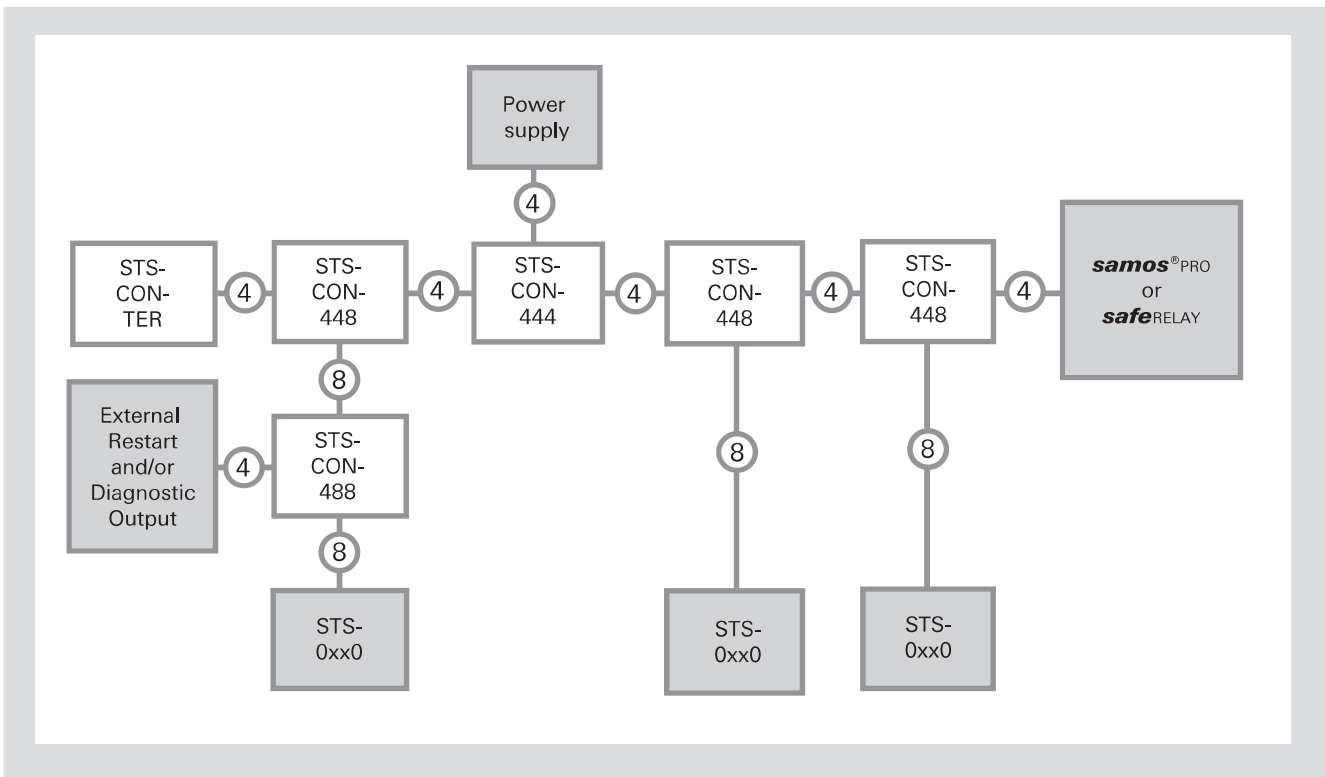 Power
supply
4
STS-
CON-
TER
4
STS-
CON-
448
4
STS-
CON-
444
4
STS-
CON-
448
4
STS-
CON-
448
4
samos®PRO
or
safeRELAY
8
External
Restart
and/or
Diagnostic
Output
4
STS-
CON-
488
8
8
8
STS-
0xx0
STS-
0xx0
STS-
0xx0